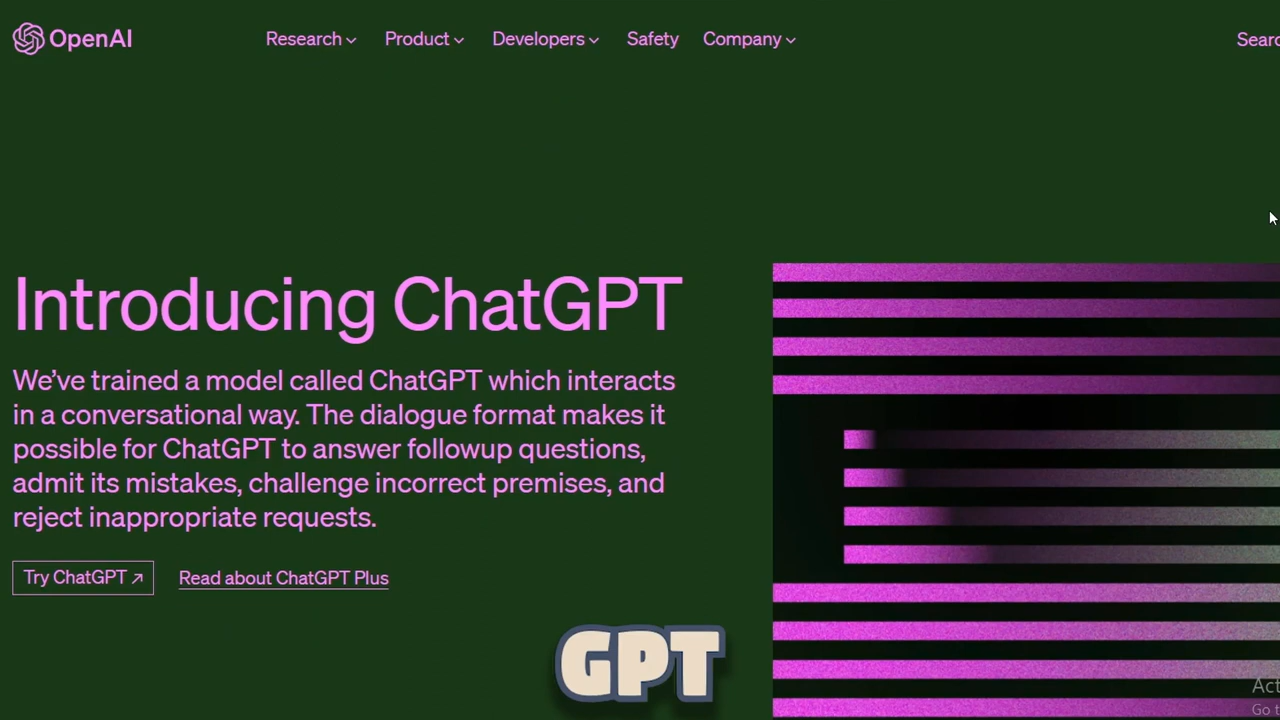 OpenAI
Research
Product
Developers
Safety
Company
Introducing ChatGPT
We’ve trained a model called ChatGPT which interacts
in a conversational way. The dialogue format makes it
possible for ChatGPT to answer followup questions,
admit its mistakes, challenge incorrect premises, and
reject inappropriate requests.
Try ChatGPT ↗
Read about ChatGPT Plus
GPT